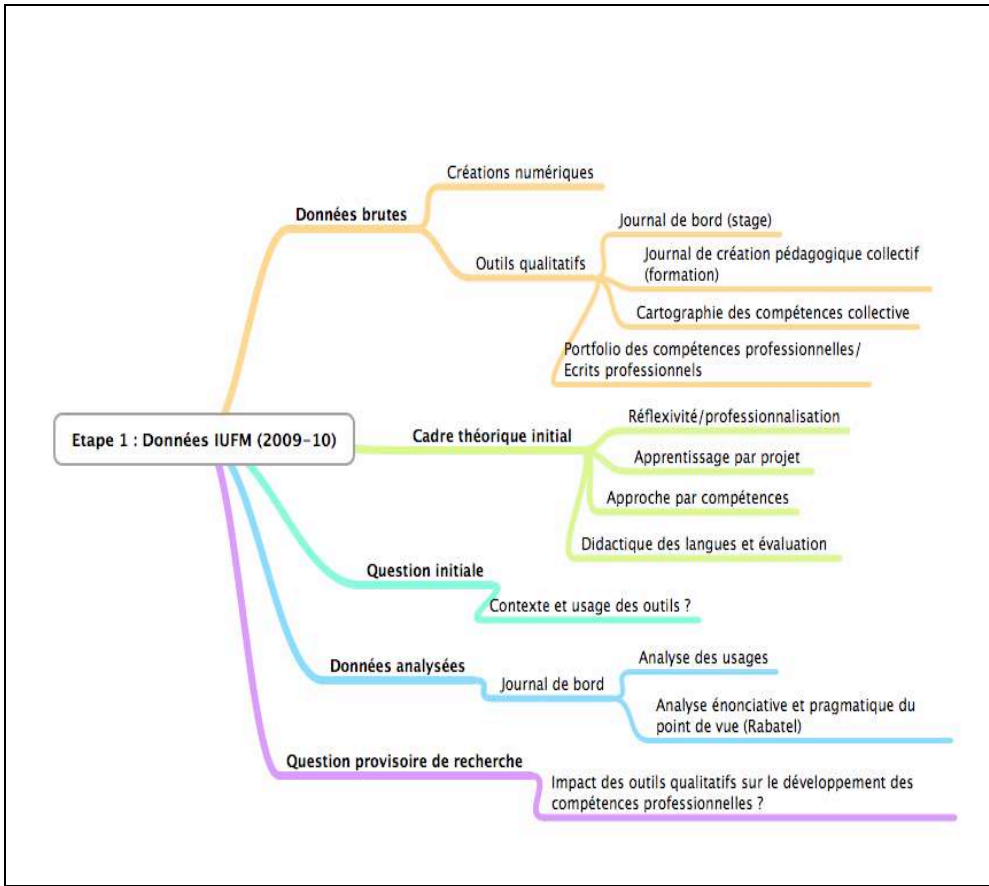 Créations numériques
Données brutes
Journal de bord (stage)
Outils qualitatifs
Journal de création pédagogique collectif
(formation)
Cartographie des compétences collective
Portfolio des compétences professionnelles/
Ecrits professionnels
Etape 1 : Données IUFM (2009-10)
Cadre théorique initial
Réflexivité/professionnalisation
Apprentissage par projet
Approche par compétences
Didactique des langues et évaluation
Question initiale
Contexte et usage des outils ?
Données analysées
Journal de bord
Analyse des usages
Analyse énonciative et pragmatique du
point de vue (Rabatel)
Question provisoire de recherche
Impact des outils qualitatifs sur le développement des
compétences professionnelles ?